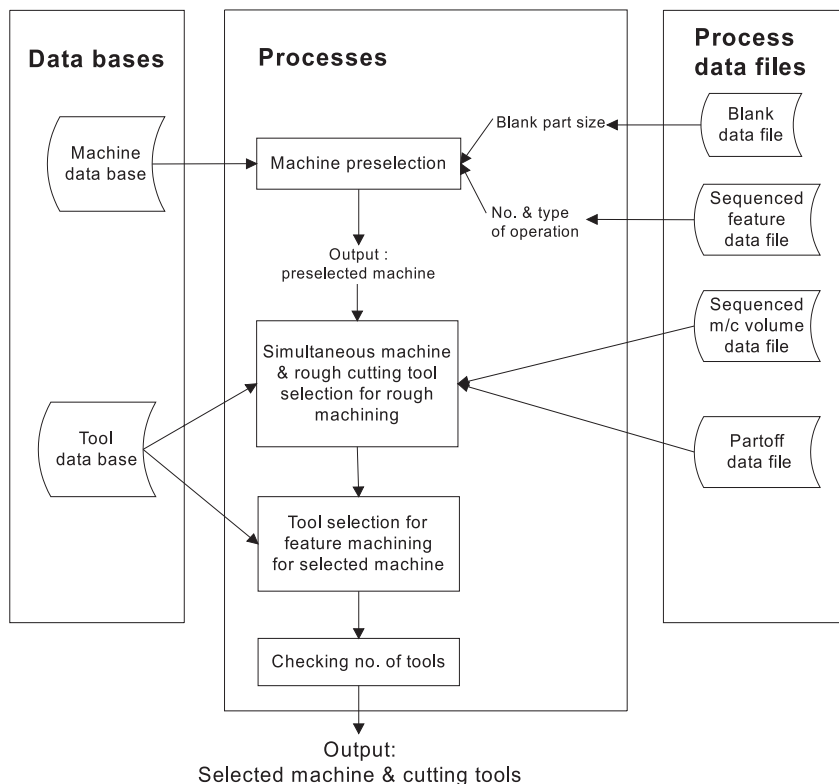 Data bases
Machine
data base
Tool
data base
Processes
Machine preselection
Blank part size
No. & type
of operation
Output :
preselected machine
Simultaneous machine
& rough cutting tool
selection for rough
machining
Tool selection for
feature machining
for selected machine
Checking no. of tools
Output:
Selected machine & cutting tools
Process
data files
Blank
data file
Sequenced
feature
data file
Sequenced
m/c volume
data file
Partoff
data file